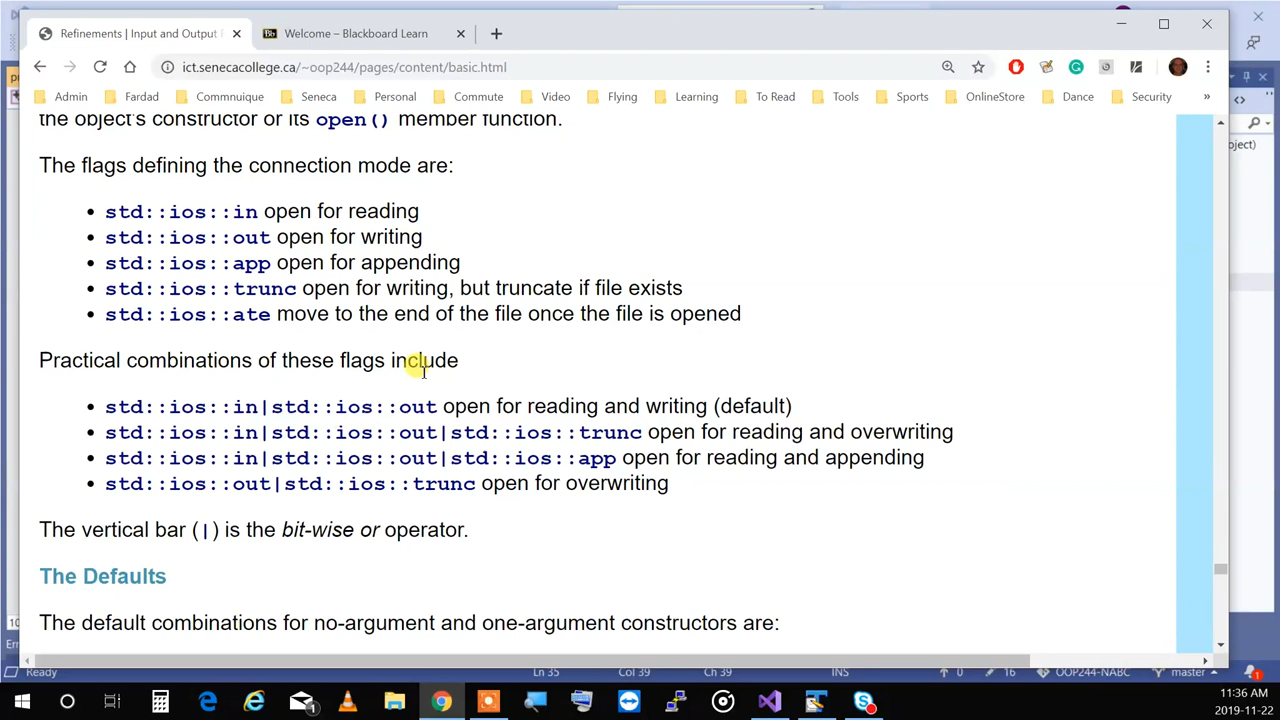 Refinements | Input and Output
Welcome – Blackboard Learn
ict.senecacollege.ca/~oop244/pages/content/basic.html
Admin Fardad Commnuique Seneca Personal Commute Video Flying Learning To Read Tools Sports OnlineStore Dance Security »
the object's constructor or its open() member function.
The flags defining the connection mode are:
• std::ios::in open for reading
• std::ios::out open for writing
• std::ios::app open for appending
• std::ios::trunc open for writing, but truncate if file exists
• std::ios::ate move to the end of the file once the file is opened
Practical combinations of these flags include
• std::ios::in|std::ios::out open for reading and writing (default)
• std::ios::in|std::ios::out|std::ios::trunc open for reading and overwriting
• std::ios::in|std::ios::out|std::ios::app open for reading and appending
• std::ios::out|std::ios::trunc open for overwriting
The vertical bar (|) is the bit-wise or operator.
The Defaults
The default combinations for no-argument and one-argument constructors are:
Ready Ln 35 Col 39 Ch 39 INS 0 16 OOP244-NABC master 1
11:36 AM
2019-11-22